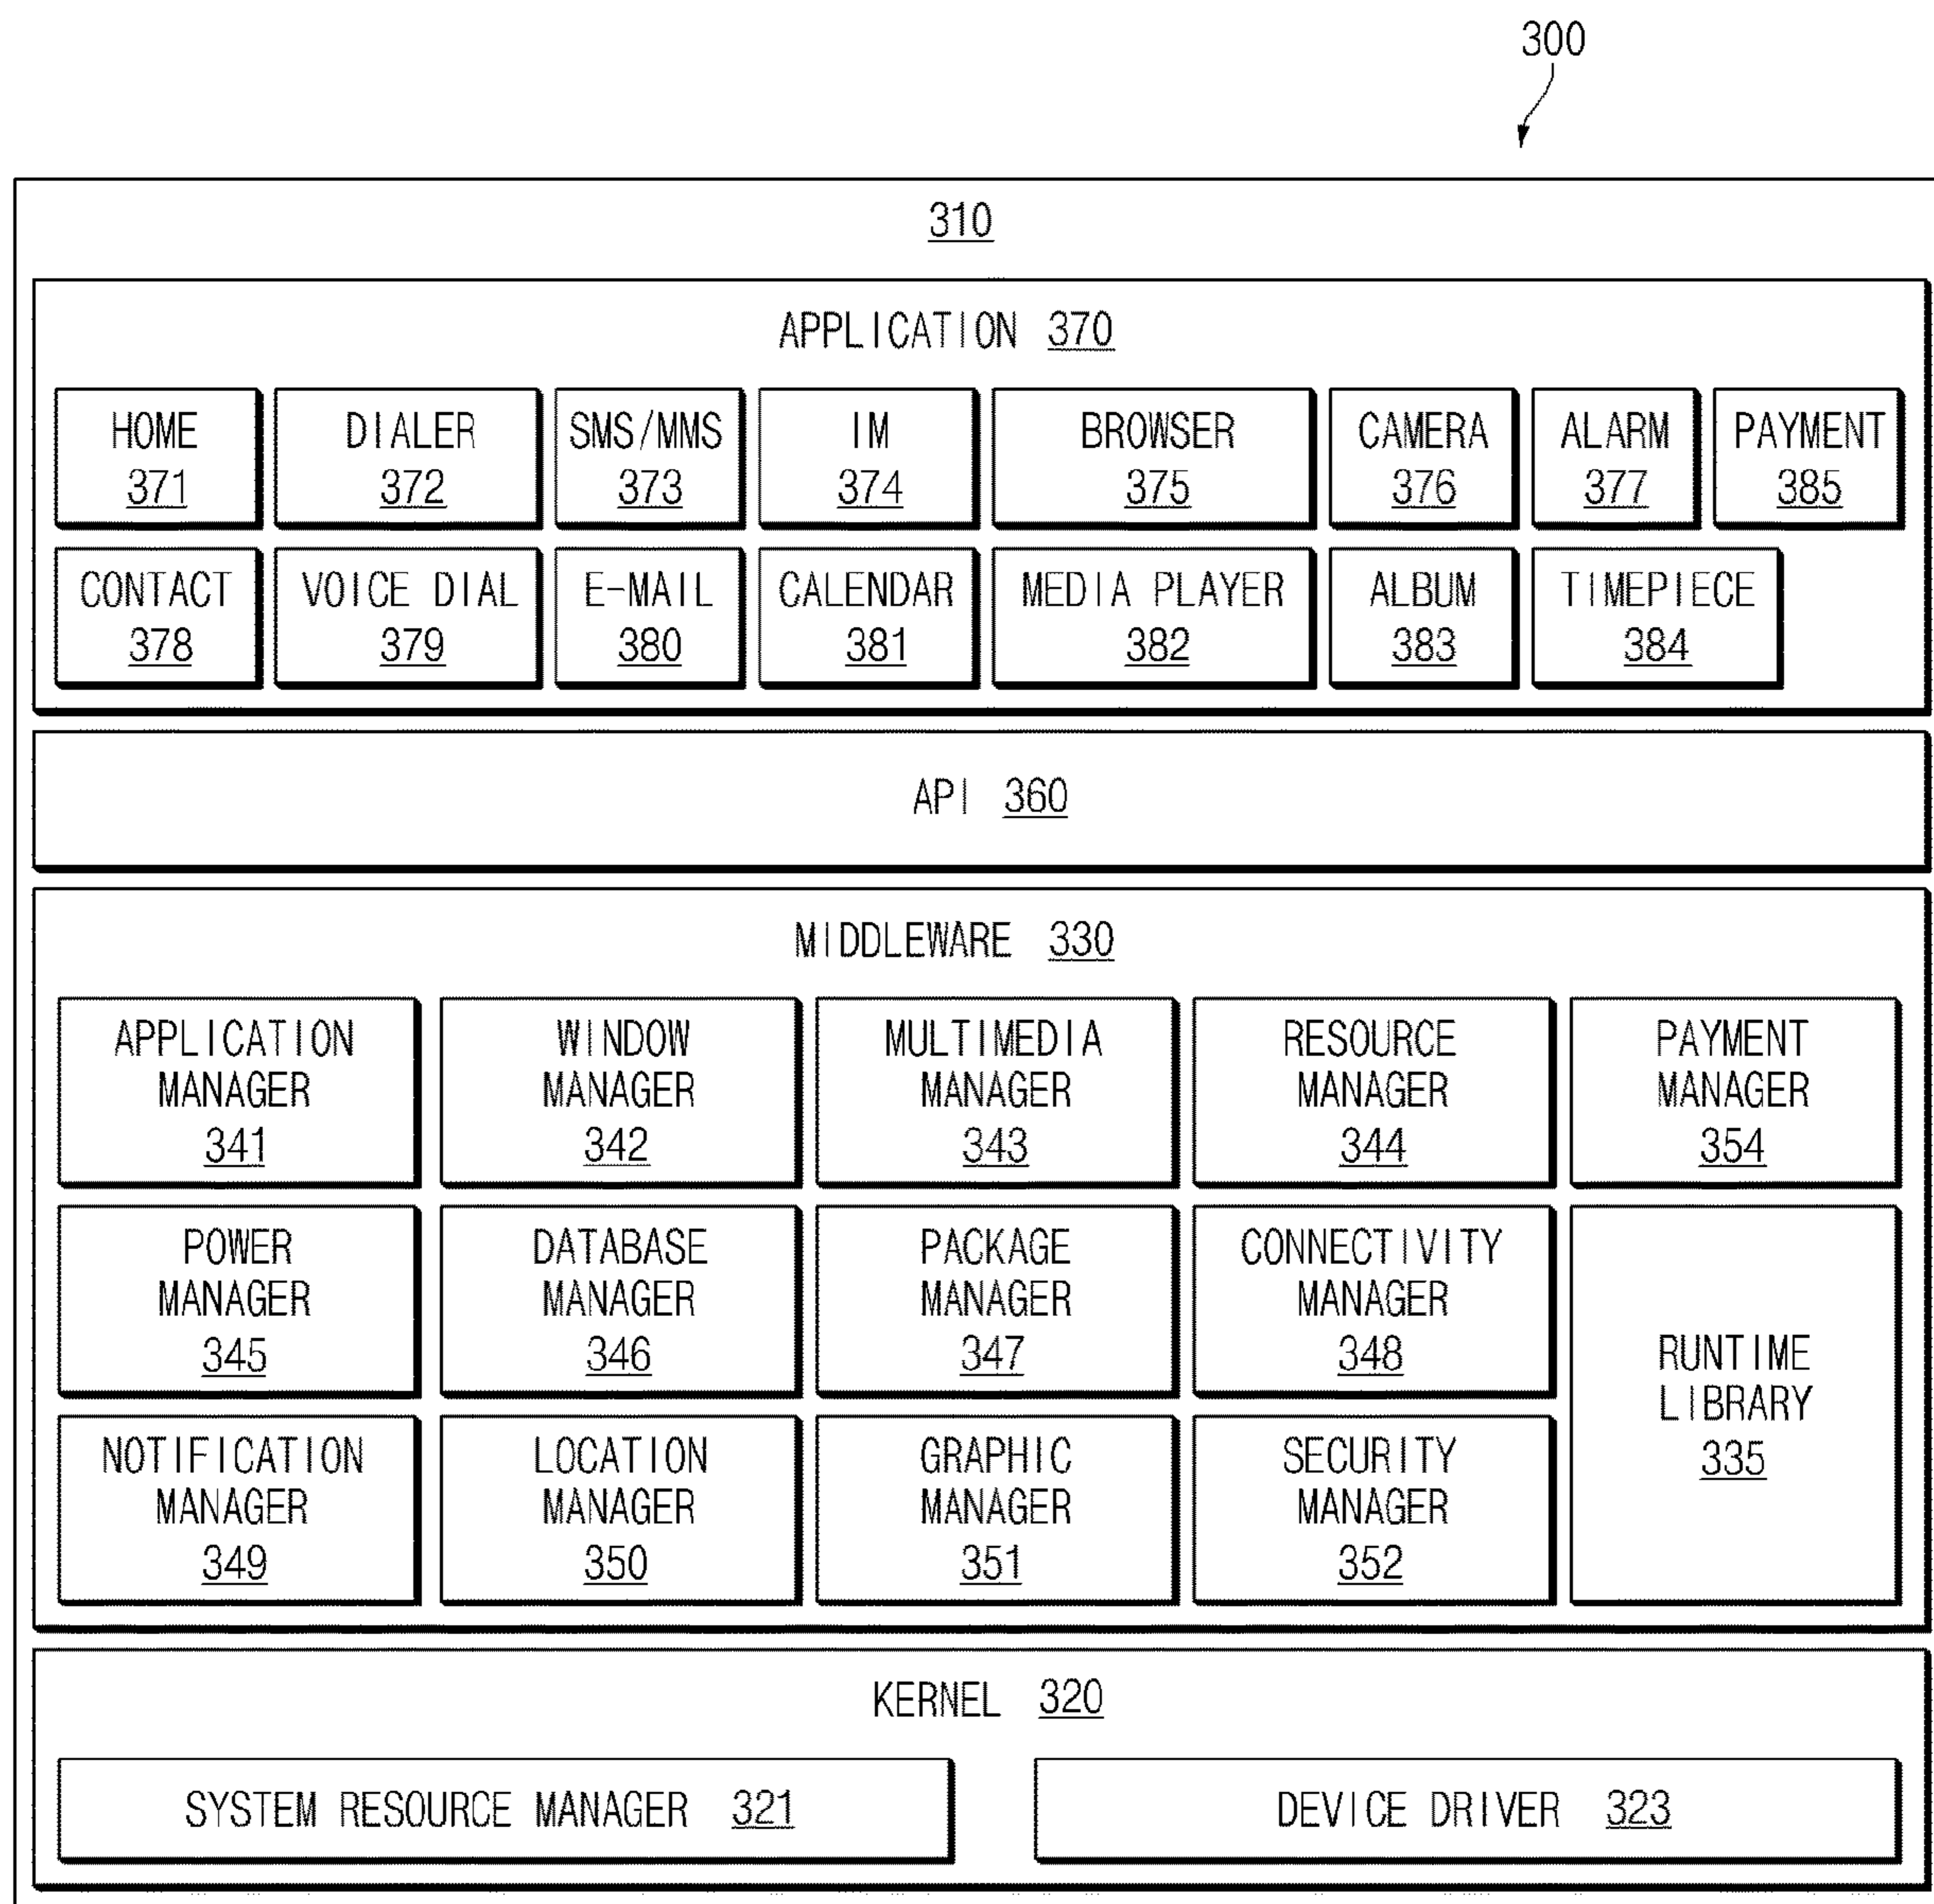 300
310
APPLICATION 370
HOME
371
DIALER
372
SMS/MMS
373
IM
374
BROWSER
375
CAMERA
376
ALARM
377
PAYMENT
385
CONTACT
378
VOICE DIAL
379
E-MAIL
380
CALENDAR
381
MEDIA PLAYER
382
ALBUM
383
TIMEPIECE
384
API 360
MIDDLEWARE 330
APPLICATION
MANAGER
341
WINDOW
MANAGER
342
MULTIMEDIA
MANAGER
343
RESOURCE
MANAGER
344
PAYMENT
MANAGER
354
POWER
MANAGER
345
DATABASE
MANAGER
346
PACKAGE
MANAGER
347
CONNECTIVITY
MANAGER
348
RUNTIME
LIBRARY
335
NOTIFICATION
MANAGER
349
LOCATION
MANAGER
350
GRAPHIC
MANAGER
351
SECURITY
MANAGER
352
KERNEL 320
SYSTEM RESOURCE MANAGER 321
DEVICE DRIVER 323